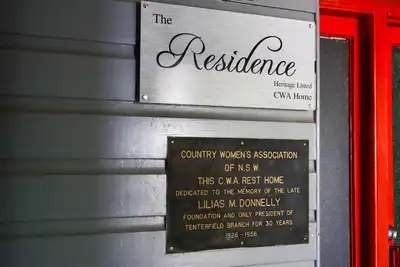 The
Residence
Heritage Listed
CWA Home
COUNTRY WOMEN'S ASSOCIATION
OF N.S.W.
THIS C.W.A. REST HOME
DEDICATED TO THE MEMORY OF THE LATE
LILIAS M. DONNELLY
FOUNDATION AND ONLY PRESIDENT OF
TENTERFIELD BRANCH FOR 30 YEARS
1926 - 1956